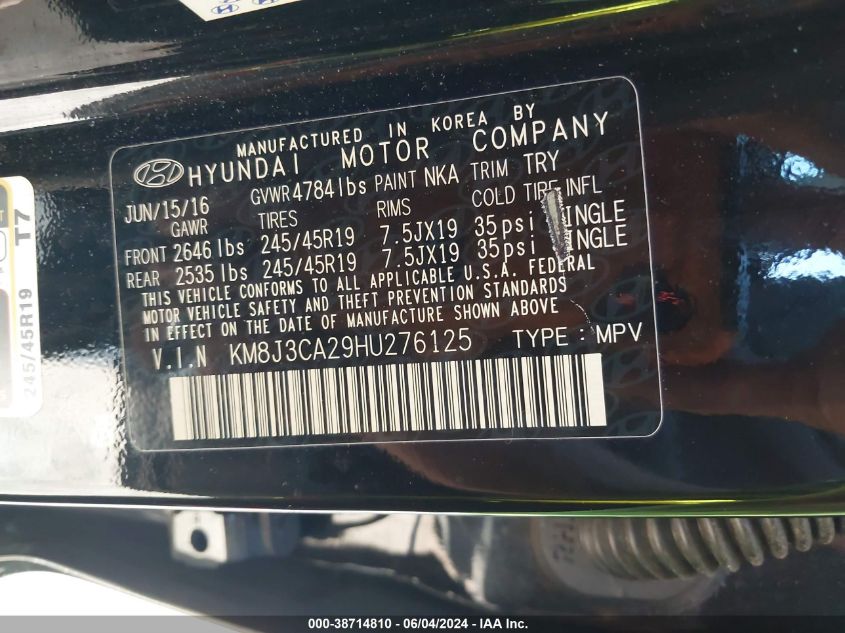 MANUFACTURED IN KOREA BY
HYUNDAI MOTOR COMPANY
JUN/15/16 GVWR 4784 lbs PAINT NKA TRIM TRY
GAWR TIRES RIMS COLD TIRE INFL
FRONT 2646 lbs 245/45R19 7.5JX19 35 psi INGLE
REAR 2535 lbs 245/45R19 7.5JX19 35 psi INGLE
THIS VEHICLE CONFORMS TO ALL APPLICABLE U.S.A. FEDERAL
MOTOR VEHICLE SAFETY AND THEFT PREVENTION STANDARDS
IN EFFECT ON THE DATE OF MANUFACTURE SHOWN ABOVE
V.I.N KM8J3CA29HU276125 TYPE : MPV
T7
245/45R19
000-38714810 - 06/04/2024 - IAA Inc.